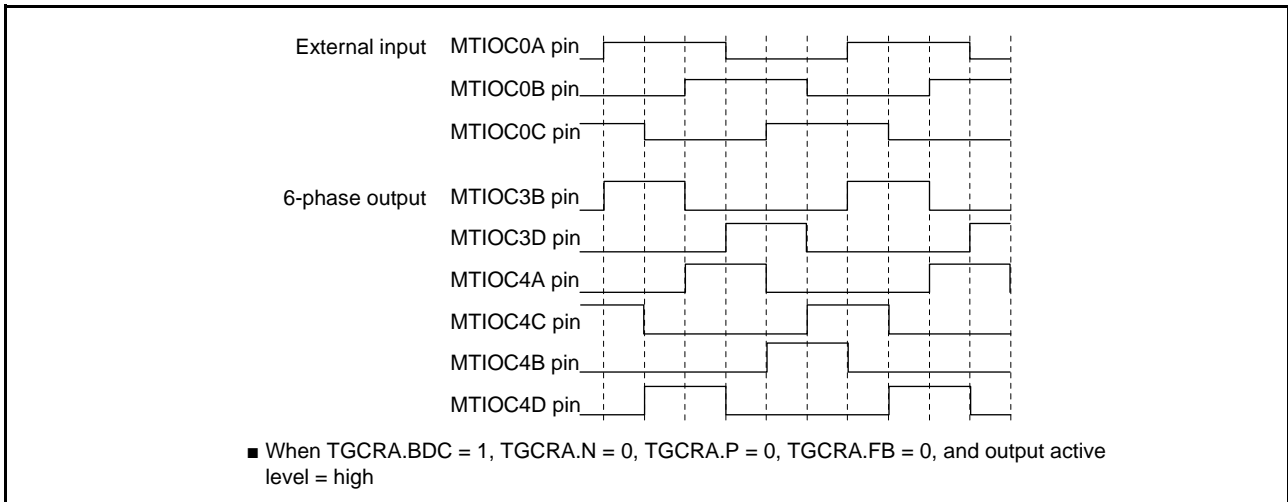 External input MTIOC0A pin
MTIOC0B pin
MTIOC0C pin
6-phase output MTIOC3B pin
MTIOC3D pin
MTIOC4A pin
MTIOC4C pin
MTIOC4B pin
MTIOC4D pin
■ When TGCRA.BDC = 1, TGCRA.N = 0, TGCRA.P = 0, TGCRA.FB = 0, and output active
level = high